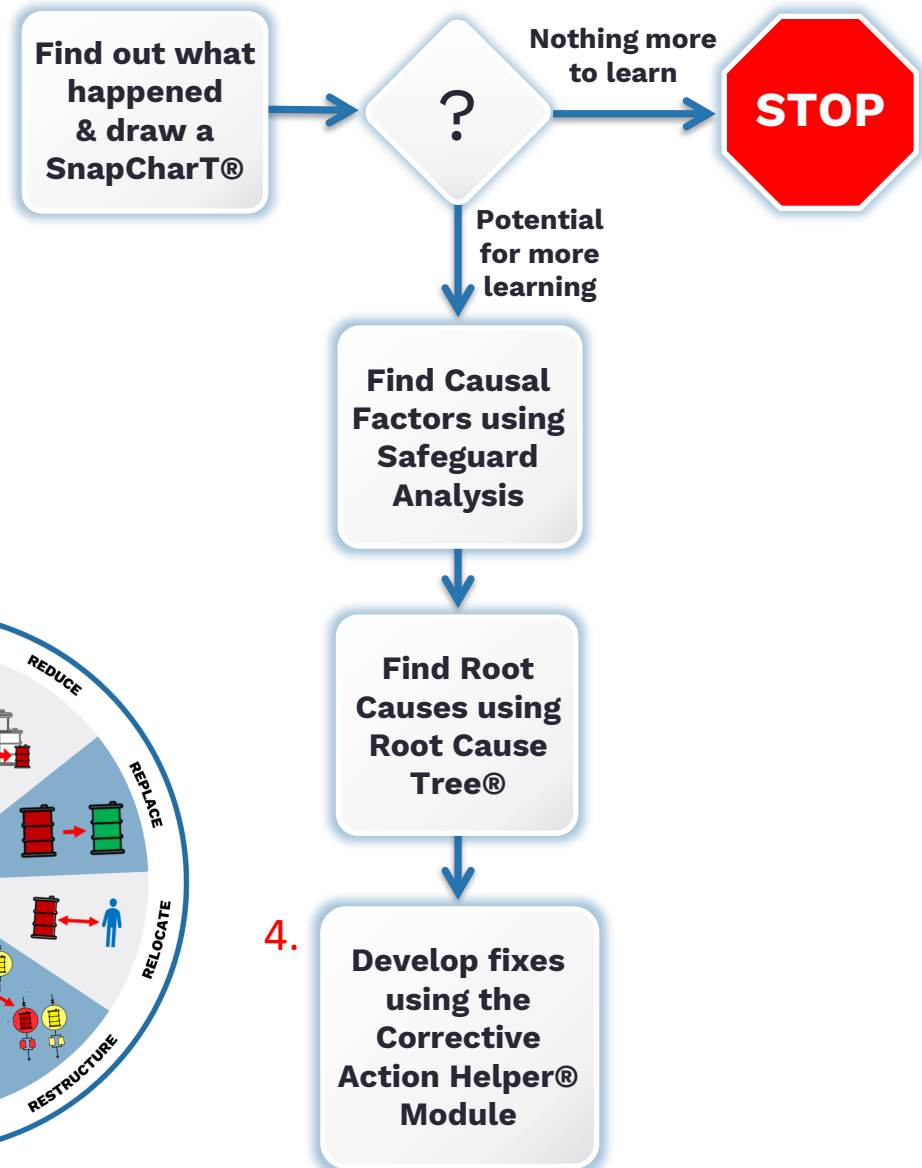 Find out what
happened
& draw a
SnapCharT®
?
Nothing more
to learn
STOP
Potential
for more
learning
Find Causal
Factors using
Safeguard
Analysis
Find Root
Causes using
Root Cause
Tree®
4.
Develop fixes
using the
Corrective
Action Helper®
Module
REDUCE
REPLACE
RELOCATE
RESTRUCTURE